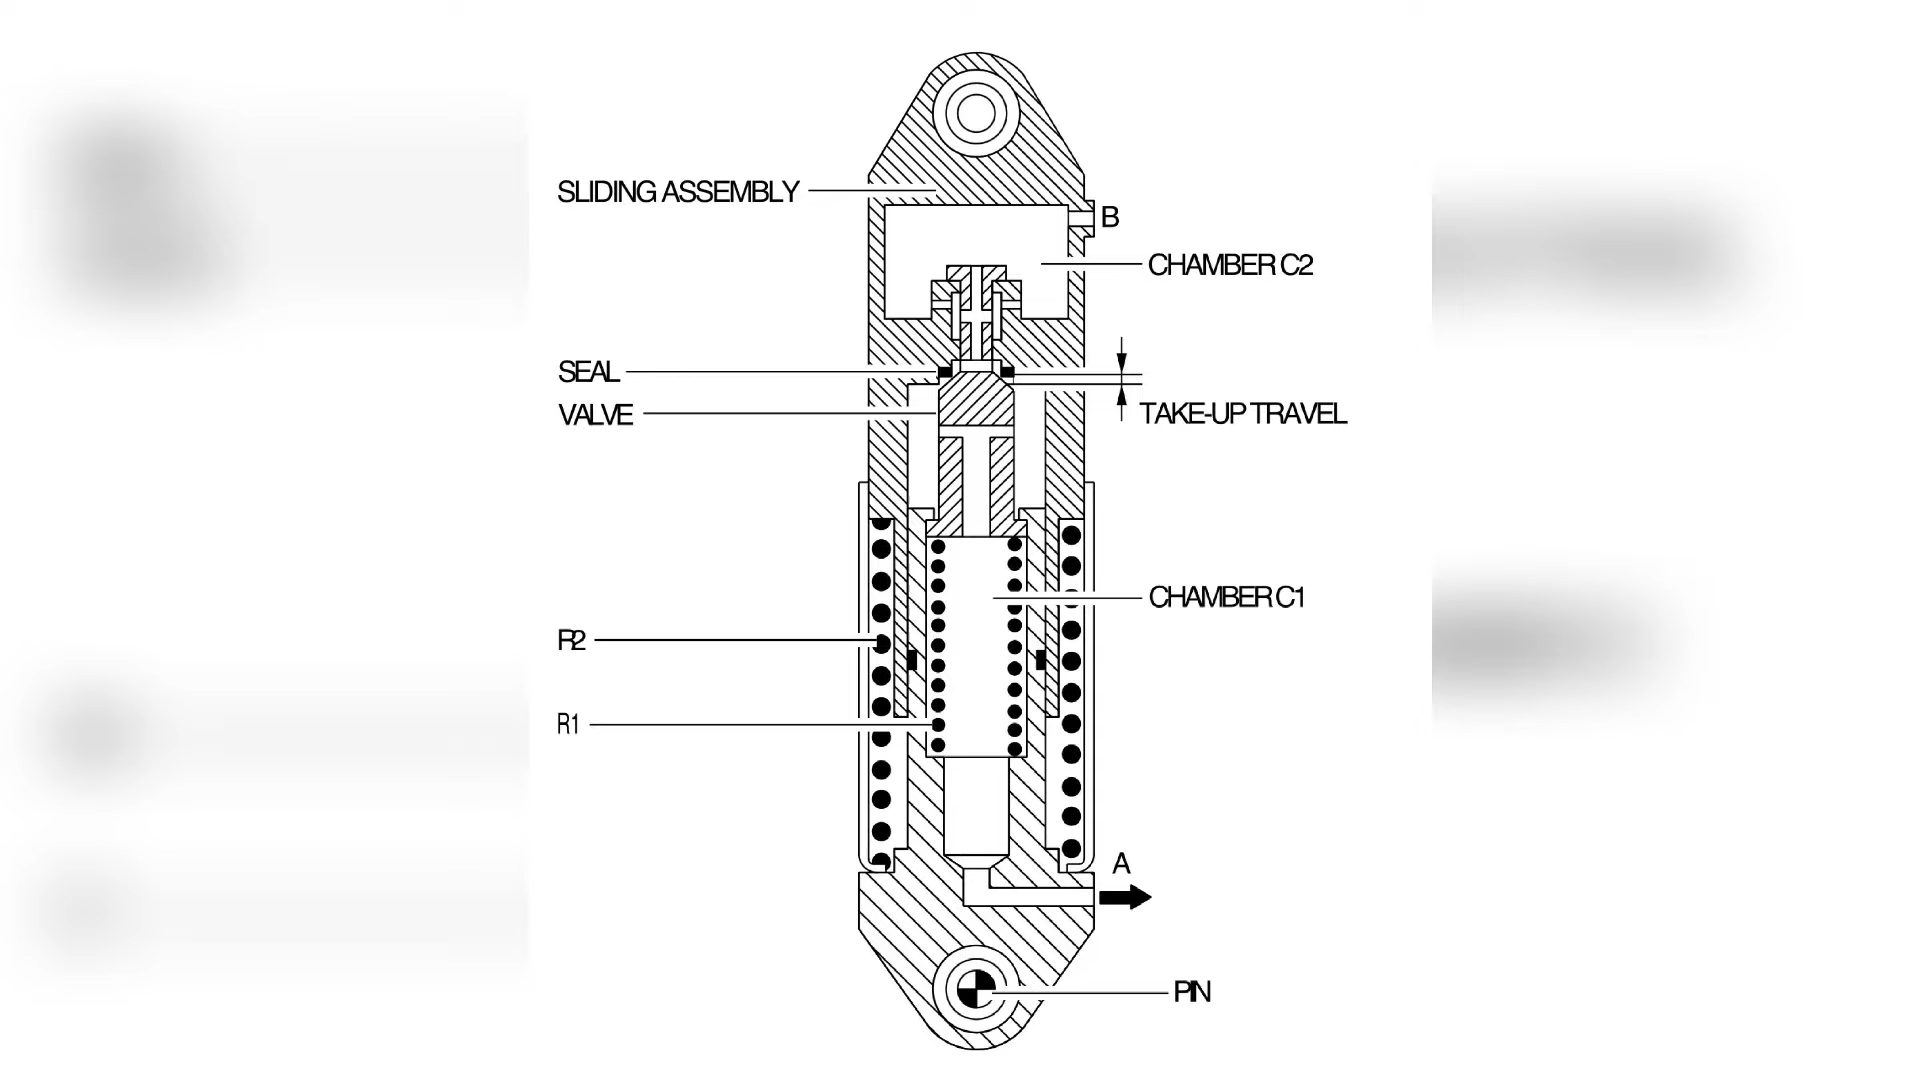 SLIDING ASSEMBLY
B
CHAMBER C2
SEAL
VALVE
TAKE-UP TRAVEL
CHAMBER C1
R2
R1
A
PIN